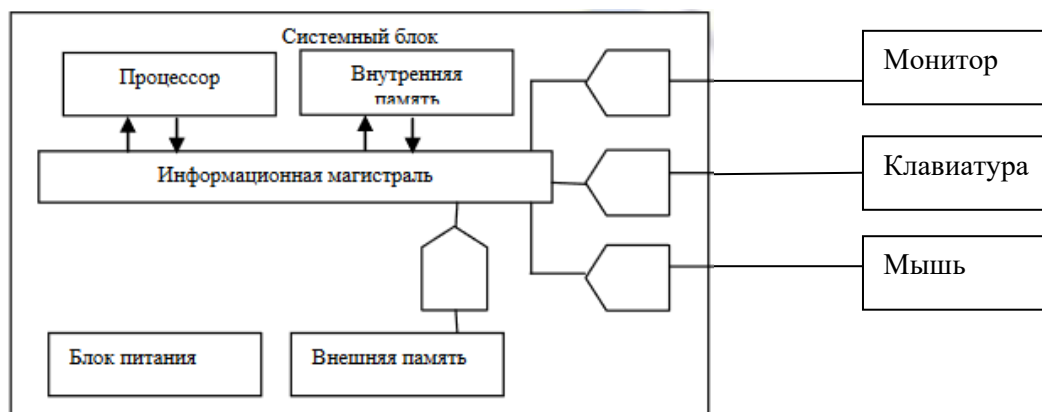 Системный блок
Процессор
Внутренняя
память
Монитор
Информационная магистраль
Клавиатура
Мышь
Блок питания
Внешняя память